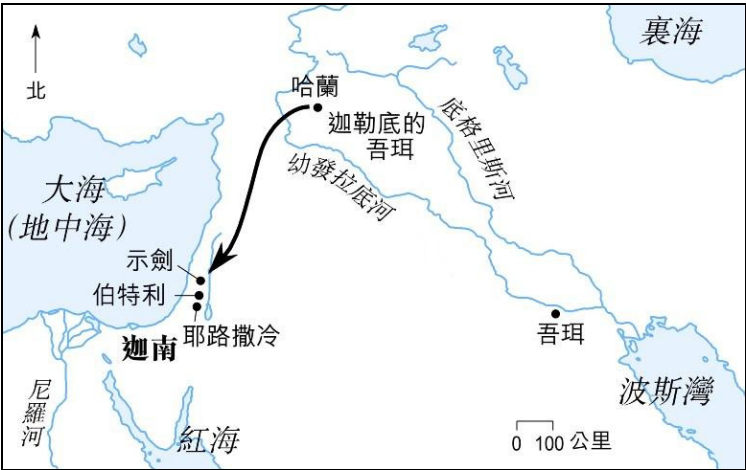 北
裏海
哈蘭
迦勒底的
吾珥
底格里斯河
幼發拉底河
大海
(地中海)
示劍
伯特利
耶路撒冷
迦南
吾珥
尼羅河
紅海
波斯灣
0 100 公里